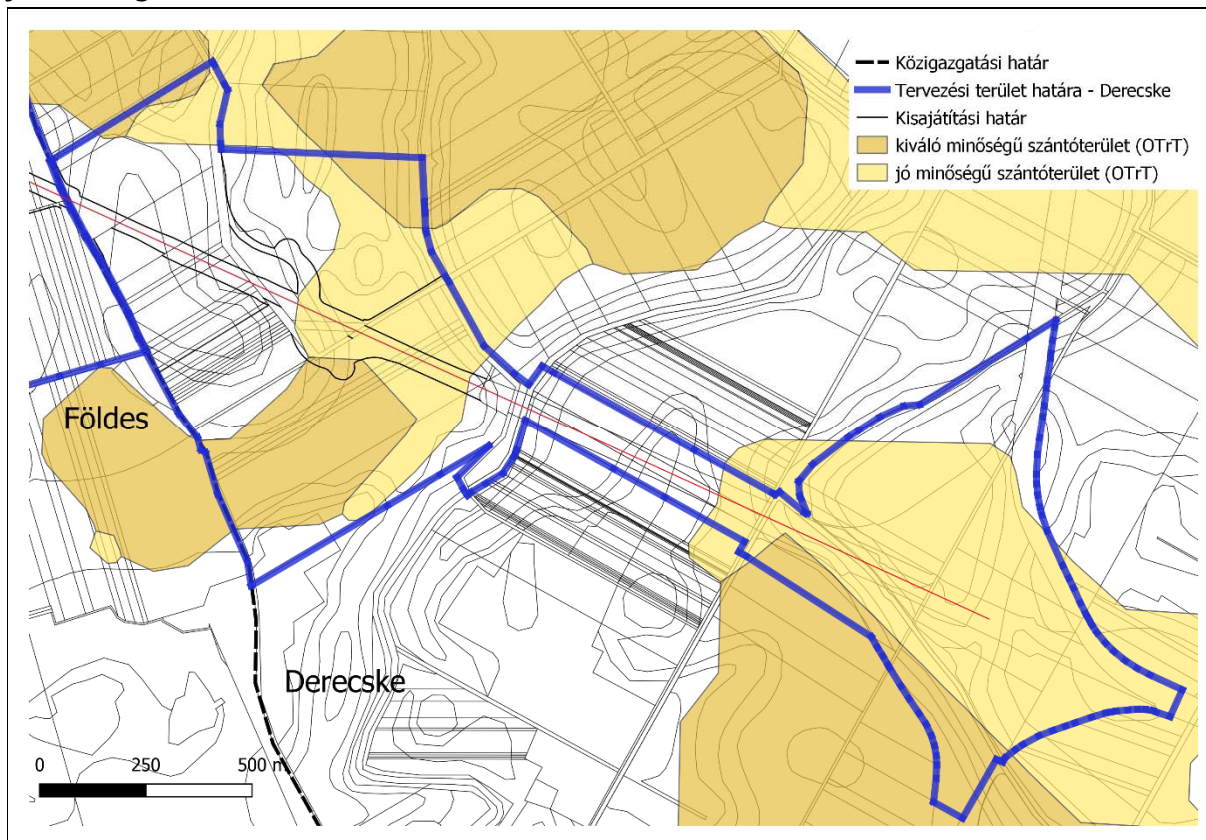 Közigazgatási határ
Tervezési terület határa - Derecske
Kisajátítási határ
kiváló minőségű szántóterület (OTrT)
jó minőségű szántóterület (OTrT)
Földes
Derecske
0 250 500 m